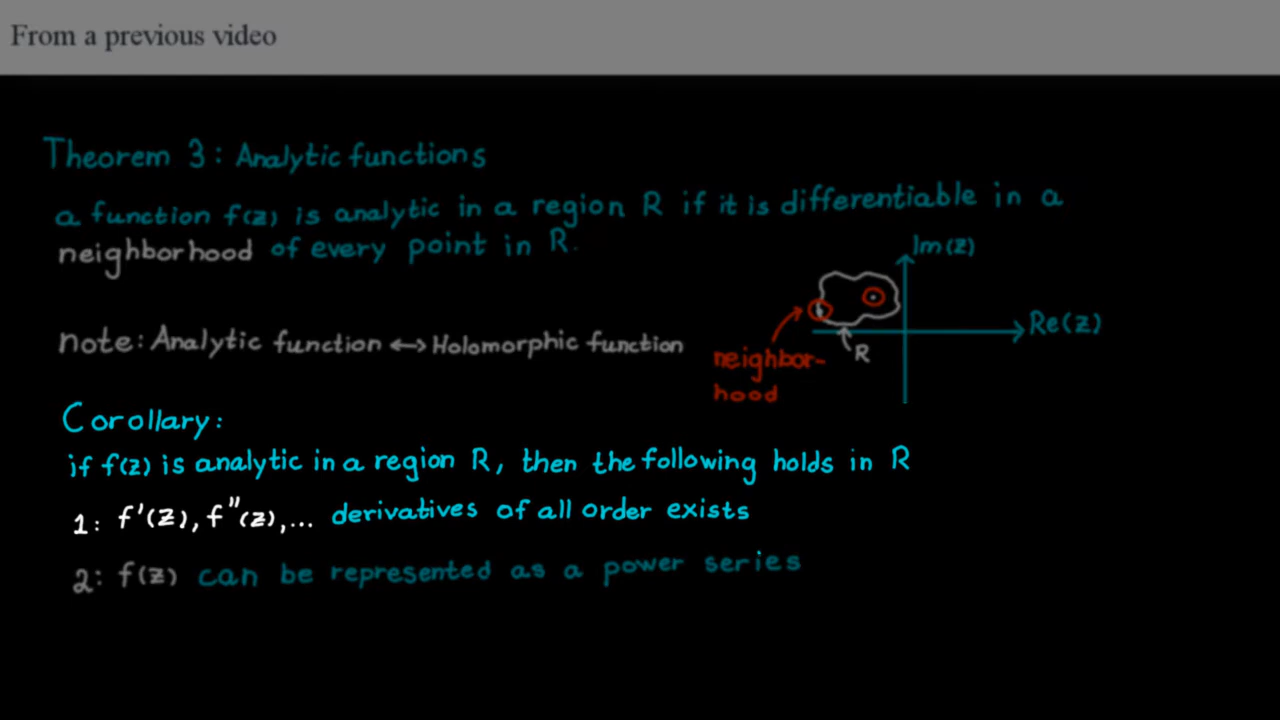 From a previous video
Theorem 3: Analytic functions
a function f(z) is analytic in a region R if it is differentiable in a
neighborhood of every point in R.
Im(z)
Re(z)
note: Analytic function ↔ Holomorphic function
neighbor-
hood
R
Corollary:
if f(z) is analytic in a region R, then the following holds in R
1: f'(z), f''(z),... derivatives of all order exists
2: f(z) can be represented as a power series